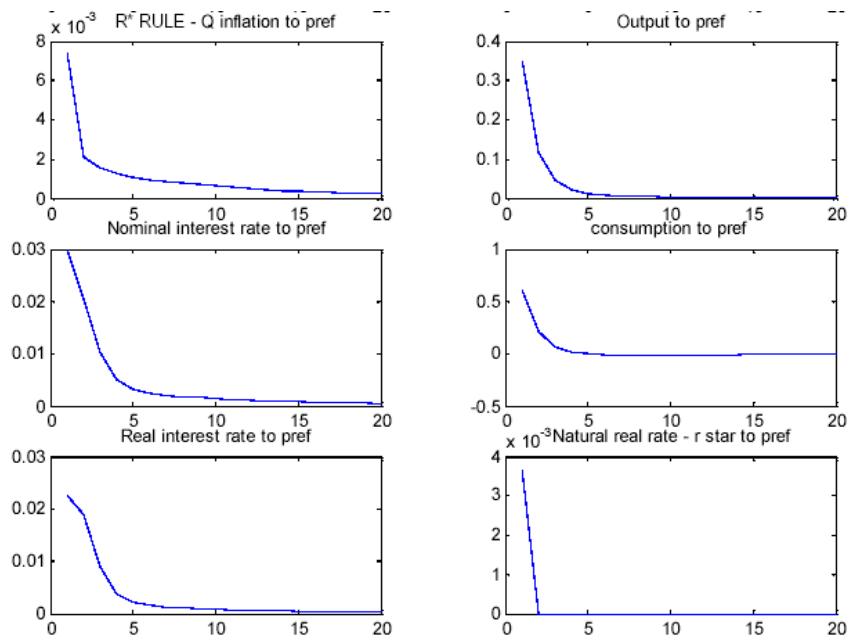 x 10^-3
R* RULE - Q inflation to pref
8
6
4
2
0
0 5 10 15 20
Output to pref
0.4
0.3
0.2
0.1
0
0 5 10 15 20
Nominal interest rate to pref
0.03
0.02
0.01
0
0 5 10 15 20
consumption to pref
1
0.5
0
-0.5
0 5 10 15 20
Real interest rate to pref
0.03
0.02
0.01
0
0 5 10 15 20
x 10^-3 Natural real rate - r star to pref
4
3
2
1
0
0 5 10 15 20